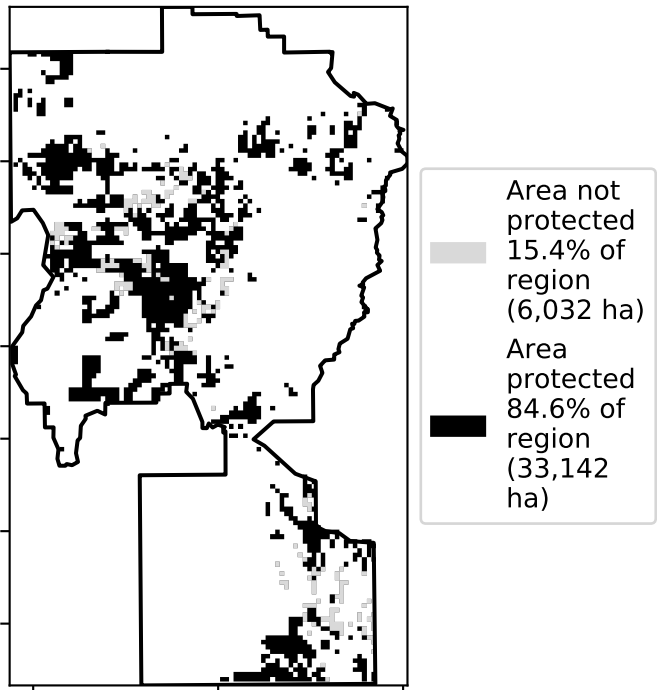 Area not
protected
15.4% of
region
(6,032 ha)
Area
protected
84.6% of
region
(33,142
ha)